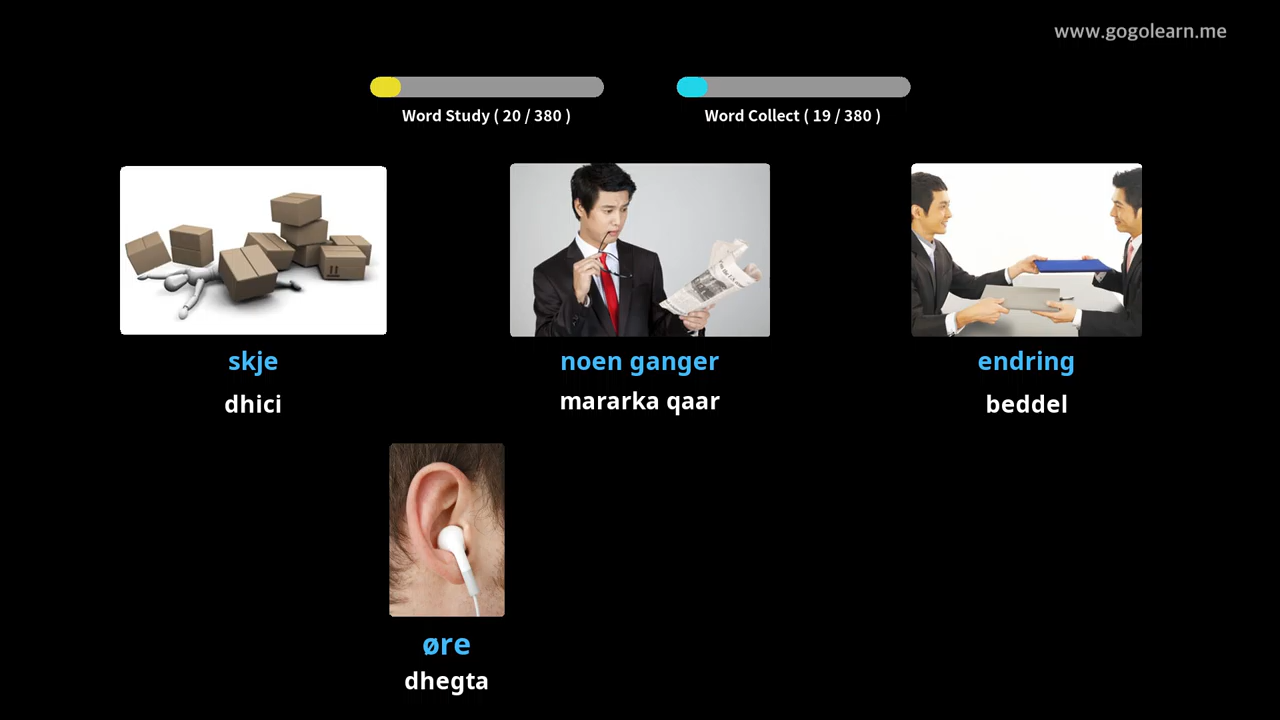 www.gogolearn.me
Word Study ( 20 / 380 )
Word Collect ( 19 / 380 )
skje
dhici
noen ganger
mararka qaar
endring
beddel
øre
dhegta